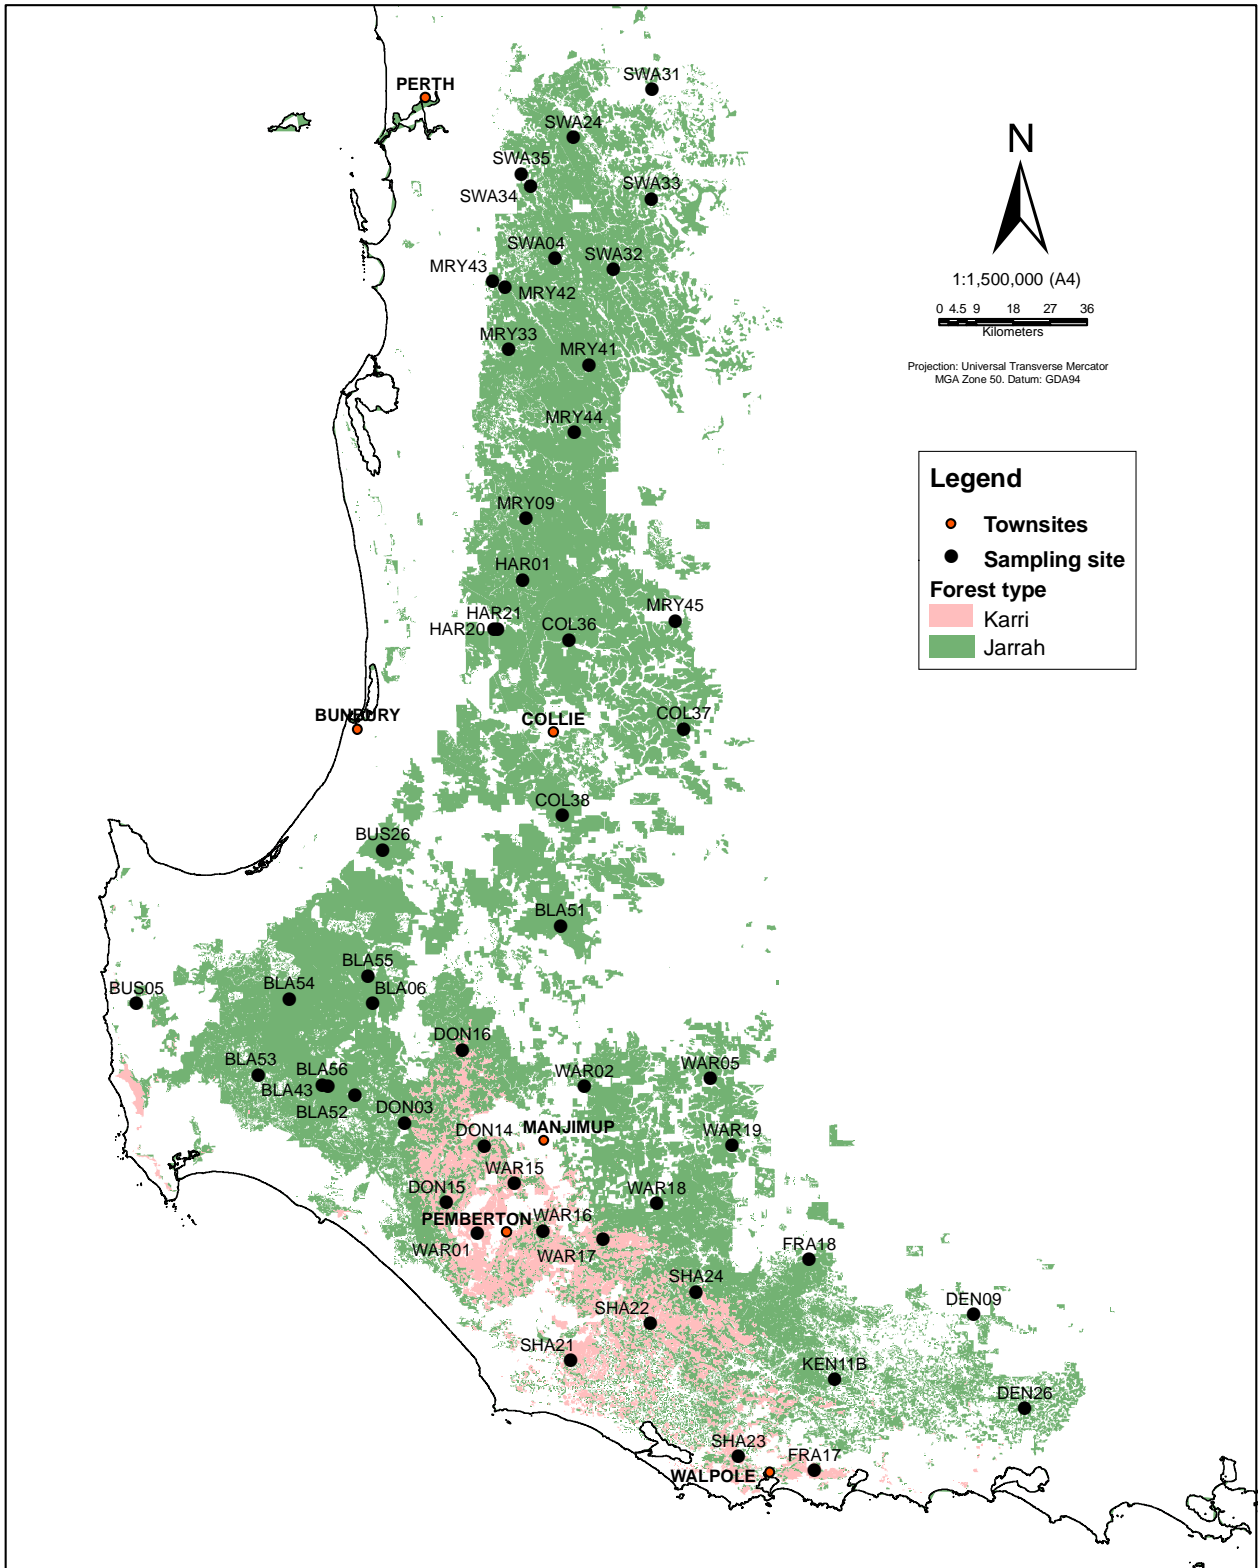 SWA31
PERTH
SWA24
N
SWA35
SWA34
SWA33
SWA04
SWA32
MRY43
MRY42
1:1,500,000 (A4)
0 4.5 9 18 27 36
Kilometers
MRY33
MRY41
Projection: Universal Transverse Mercator
MGA Zone 50. Datum: GDA94
MRY44
Legend
Townsites
Sampling site
Forest type
Karri
Jarrah
MRY09
HAR01
HAR21
HAR20
COL36
MRY45
BUNBURY
COLLIE
COL37
COL38
BUS26
BLA51
BLA55
BLA54
BLA06
BUS05
DON16
BLA53
BLA56
BLA43
BLA52
WAR02
WAR05
DON03
DON14
MANJIMUP
WAR19
WAR15
DON15
WAR18
PEMBERTON
WAR16
WAR01
WAR17
FRA18
SHA24
SHA22
DEN09
SHA21
KEN11B
DEN26
SHA23
FRA17
WALPOLE